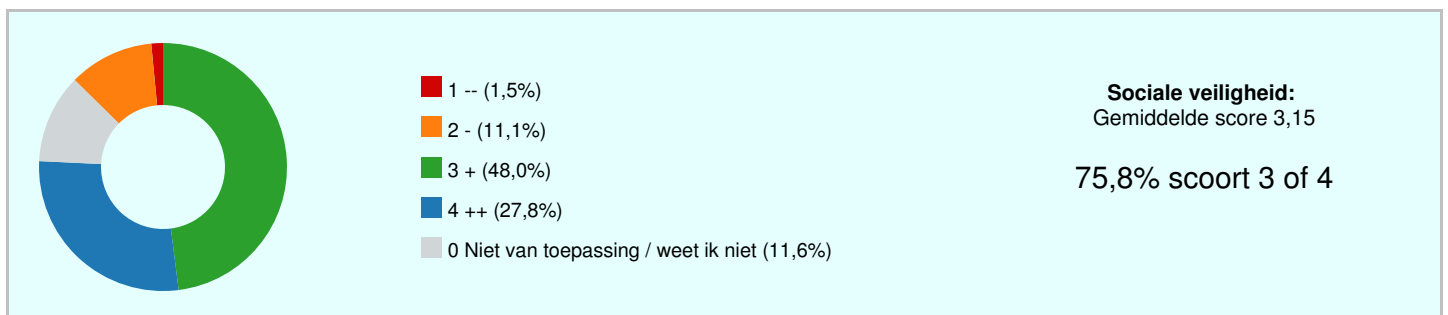 1 -- (1,5%)
2 - (11,1%)
3 + (48,0%)
4 ++ (27,8%)
0 Niet van toepassing / weet ik niet (11,6%)
Sociale veiligheid:
Gemiddelde score 3,15
75,8% scoort 3 of 4